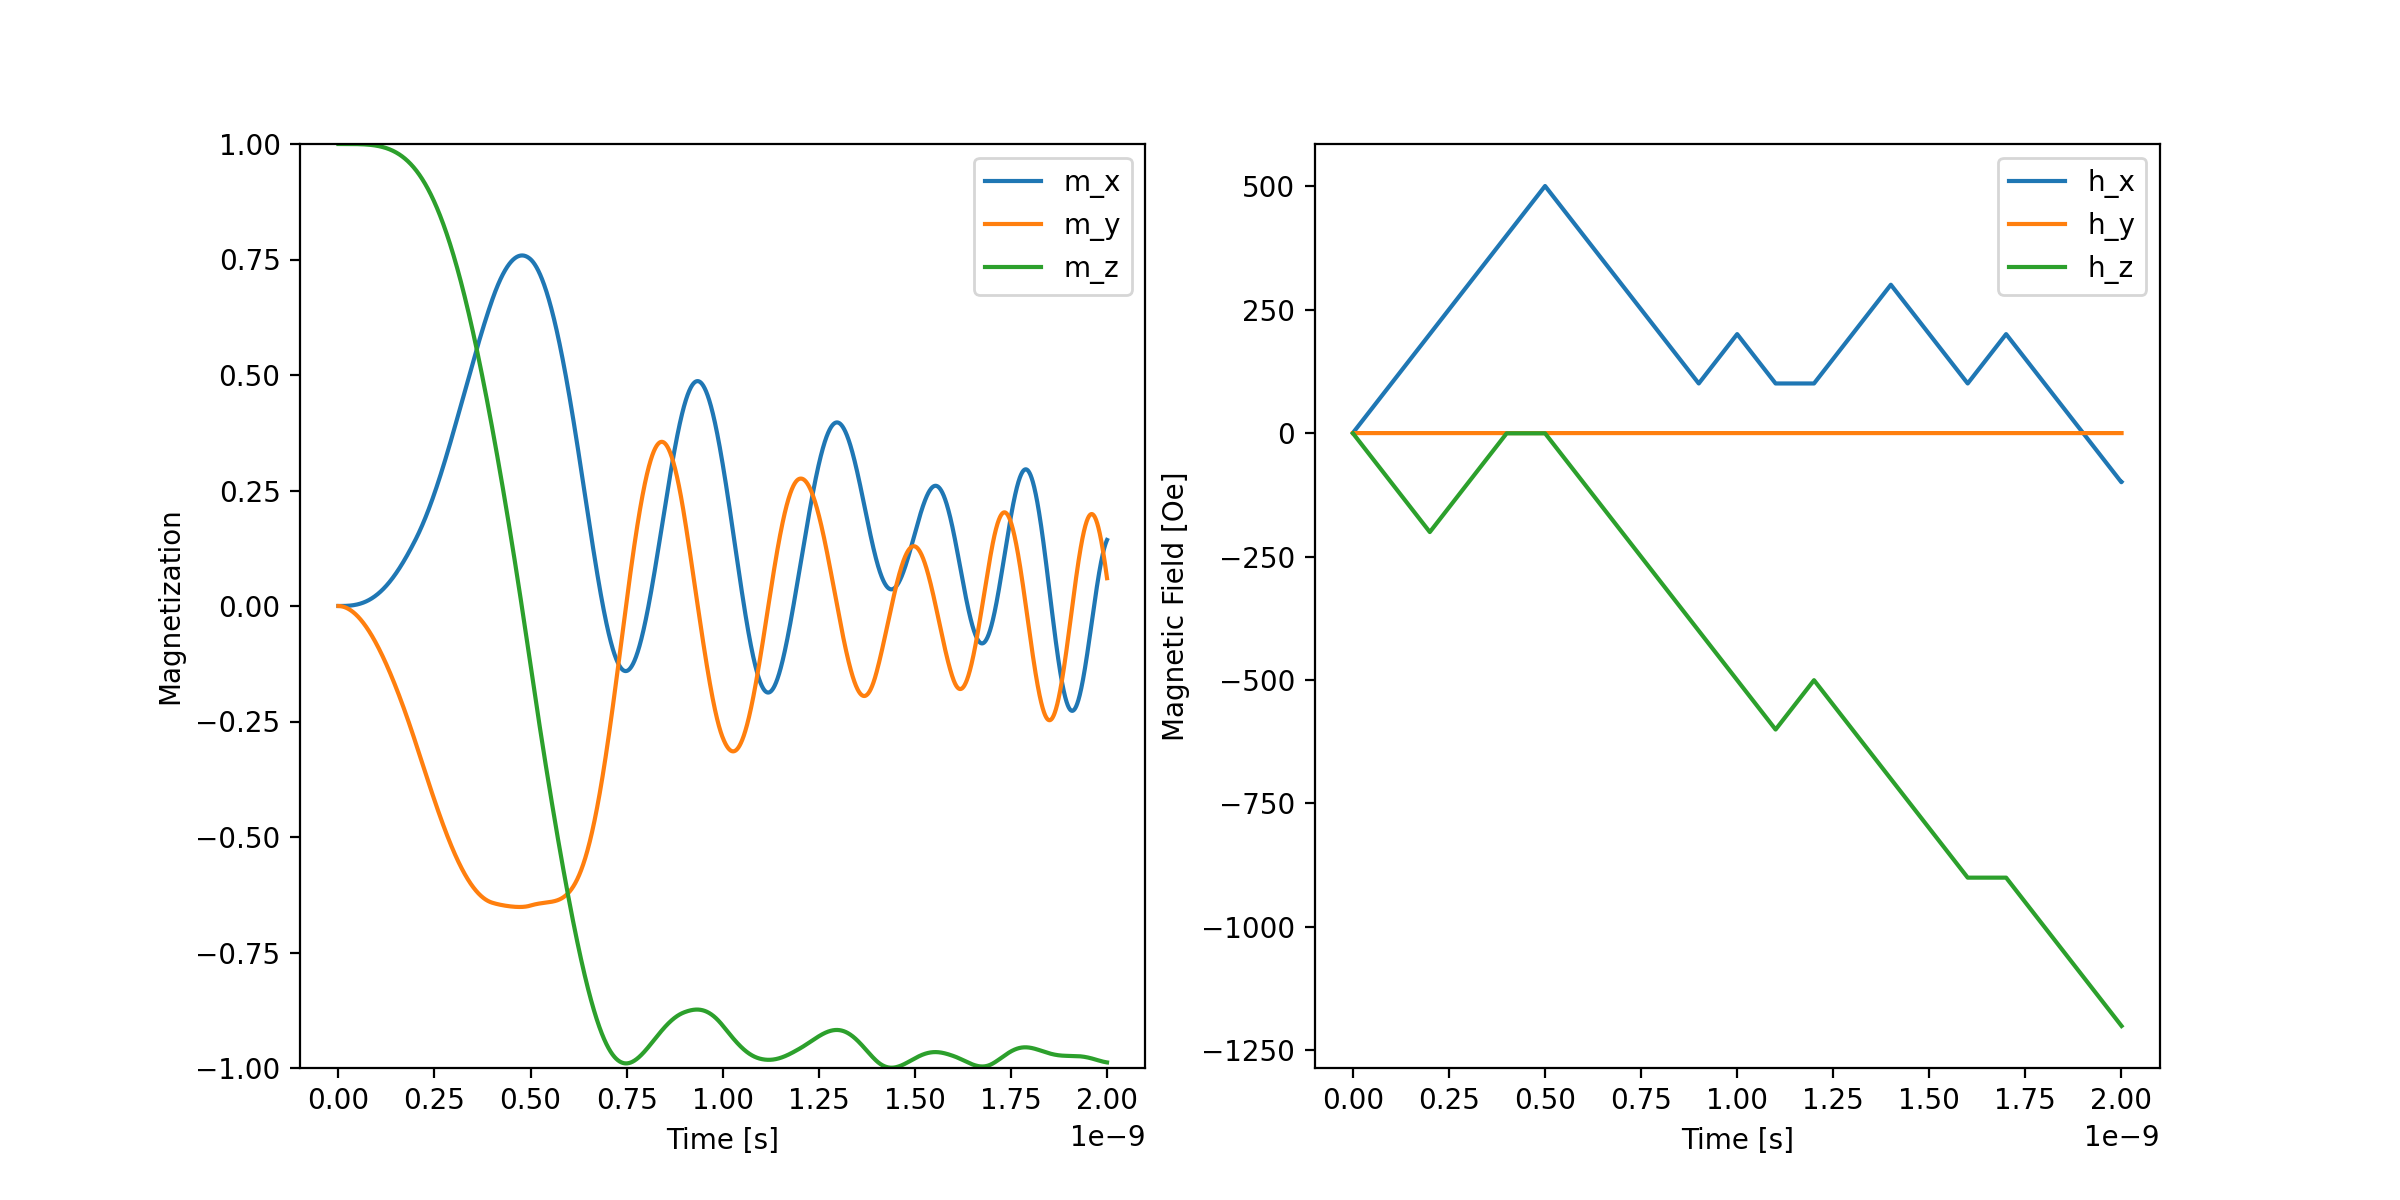 Magnetization
1.00
0.75
0.50
0.25
0.00
−0.25
−0.50
−0.75
−1.00
0.00 0.25 0.50 0.75 1.00 1.25 1.50 1.75 2.00
Time [s]
1e−9
m_x
m_y
m_z
Magnetic Field [Oe]
500
250
0
−250
−500
−750
−1000
−1250
0.00 0.25 0.50 0.75 1.00 1.25 1.50 1.75 2.00
Time [s]
1e−9
h_x
h_y
h_z